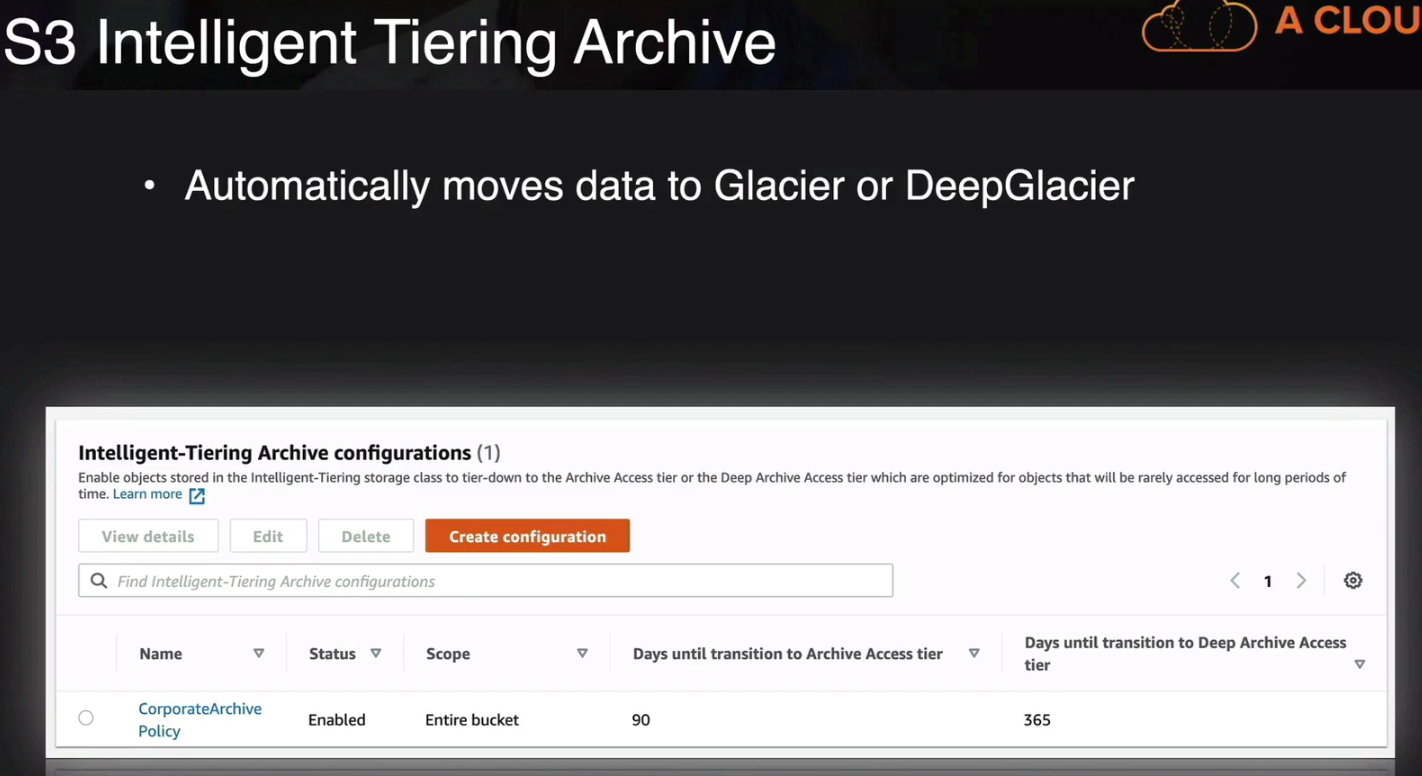 S3 Intelligent Tiering Archive
A CLOU
• Automatically moves data to Glacier or DeepGlacier
Intelligent-Tiering Archive configurations (1)
Enable objects stored in the Intelligent-Tiering storage class to tier-down to the Archive Access tier or the Deep Archive Access tier which are optimized for objects that will be rarely accessed for long periods of
time. Learn more
View details Edit Delete Create configuration
Find Intelligent-Tiering Archive configurations
1
Name Status Scope Days until transition to Archive Access tier Days until transition to Deep Archive Access
tier
CorporateArchive
Policy Enabled Entire bucket 90 365